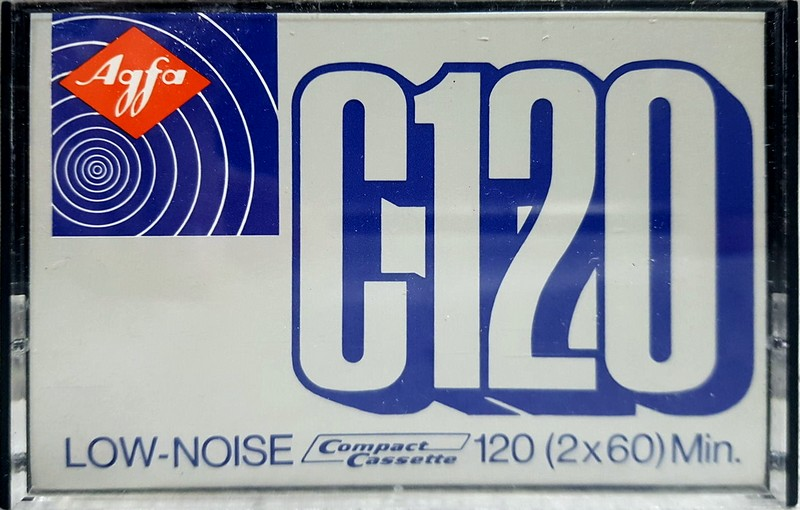 Agfa
C120
LOW-NOISE Compact Cassette 120 (2x60) Min.